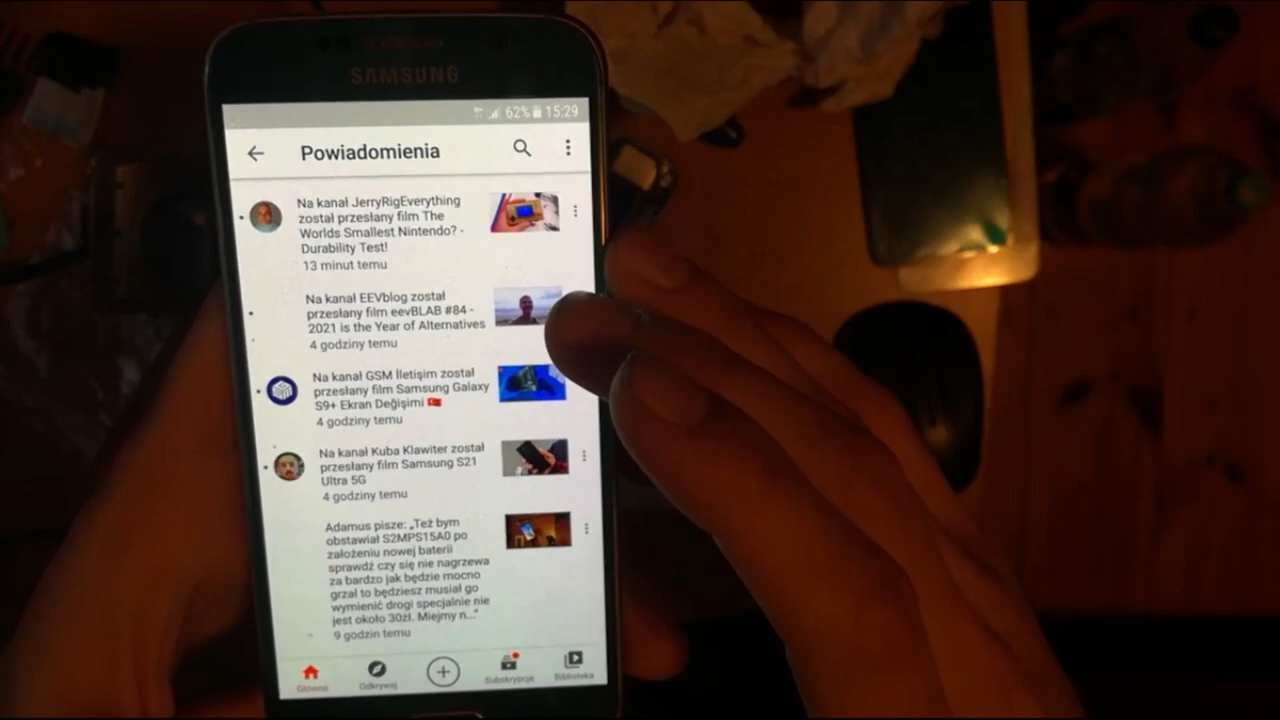 SAMSUNG
62% 15:29
Powiadomienia
Na kanał JerryRigEverything
został przesłany film The
Worlds Smallest Nintendo? -
Durability Test!
13 minut temu
Na kanał EEVblog został
przesłany film eevBLAB #84 -
2021 is the Year of Alternatives
4 godziny temu
Na kanał GSM İletişim został
przesłany film Samsung Galaxy
S9+ Ekran Değişimi 🇹🇷
4 godziny temu
Na kanał Kuba Klawiter został
przesłany film Samsung S21
Ultra 5G
4 godziny temu
Adamus pisze: „Też bym
obstawiał S2MPS15A0 po
założeniu nowej baterii
sprawdź czy się nie nagrzewa
za bardzo jak będzie mocno
grzał to będziesz musiał go
wymienić drogi specjalnie nie
jest około 30zł. Miejmy n..."
9 godzin temu
Główna
Odkrywaj
Subskrypcje
Biblioteka